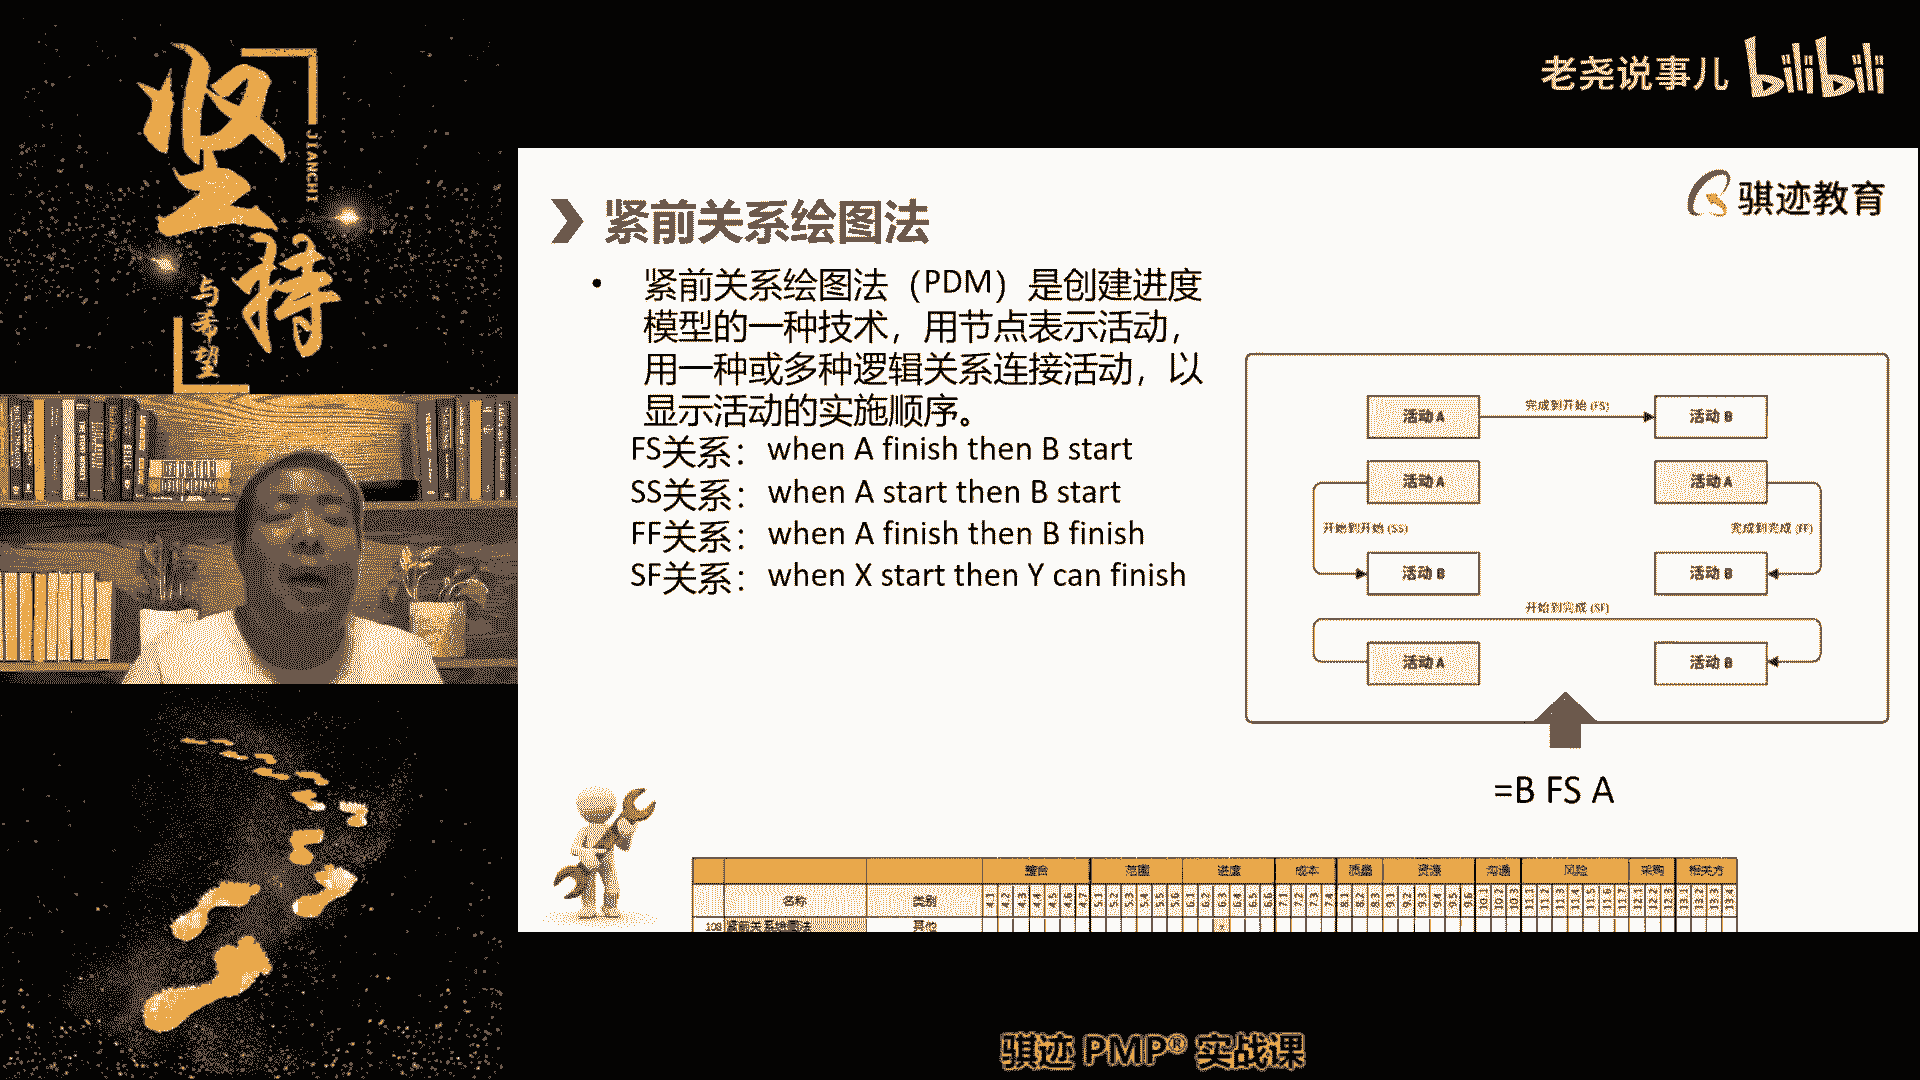 坚持
JIANCHI
与希望
老尧说事儿 bilibili
骐迹教育
紧前关系绘图法
• 紧前关系绘图法（PDM）是创建进度
模型的一种技术，用节点表示活动，
用一种或多种逻辑关系连接活动，以
显示活动的实施顺序。
FS关系：when A finish then B start
SS关系：when A start then B start
FF关系：when A finish then B finish
SF关系：when X start then Y can finish
活动 A 完成到开始 (FS) 活动 B
活动 A 活动 A
开始到开始 (SS) 完成到完成 (FF)
活动 B 活动 B
开始到完成 (SF)
活动 A 活动 B
=B FS A
整合 范围 进度 成本 质量 资源 沟通 风险 采购 相关方
名称 类别 4.1 4.2 4.3 4.4 4.5 4.6 4.7 5.1 5.2 5.3 5.4 5.5 5.6 6.1 6.2 6.3 6.4 6.5 6.6 7.1 7.2 7.3 7.4 8.1 8.2 8.3 9.1 9.2 9.3 9.4 9.5 9.6 10.1 10.2 10.3 11.1 11.2 11.3 11.4 11.5 11.6 11.7 12.1 12.2 12.3 13.1 13.2 13.3 13.4
108 紧前关系绘图法 其他
骐迹 PMP® 实战课